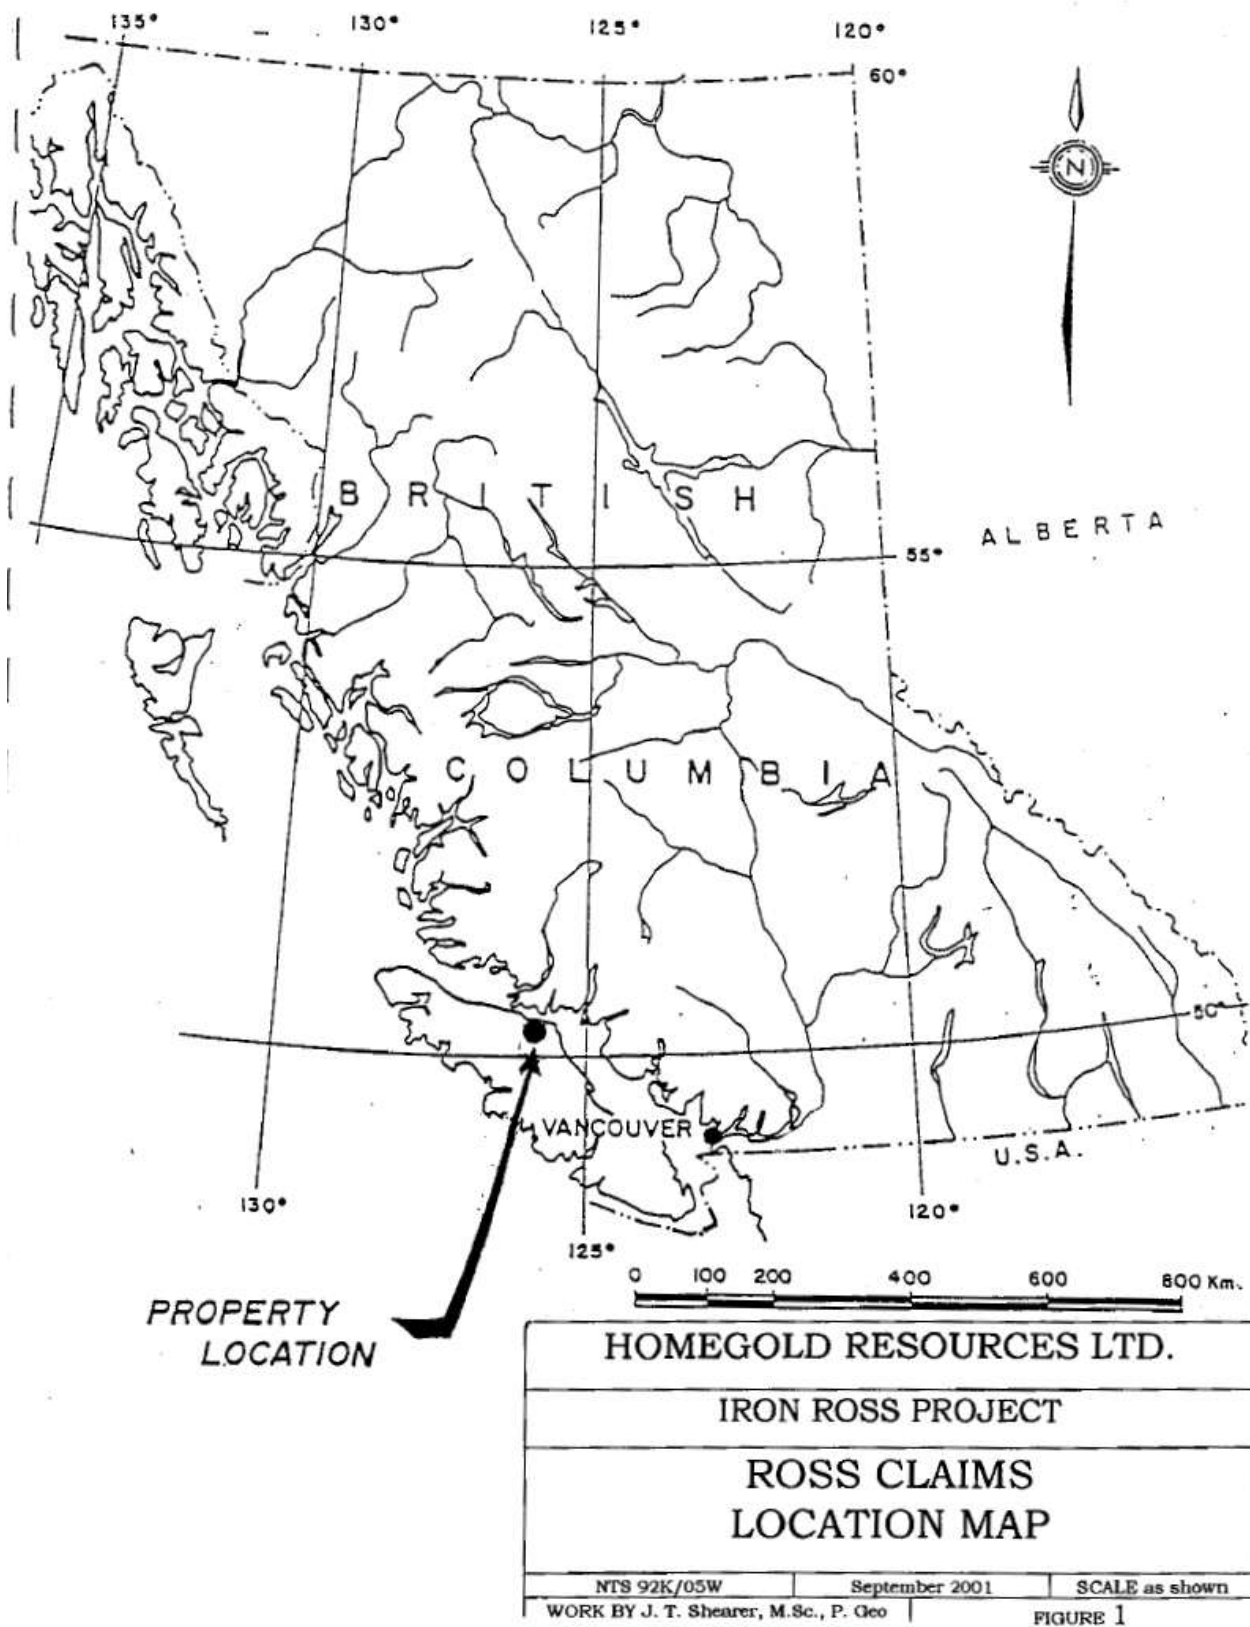 135° 130° 125° 120°
60°
N
BRITISH
ALBERTA
55°
COLUMBIA
50°
VANCOUVER
U.S.A.
130°
120°
125°
0 100 200 400 600 800 Km.
PROPERTY
LOCATION
HOMEGOLD RESOURCES LTD.
IRON ROSS PROJECT
ROSS CLAIMS
LOCATION MAP
NTS 92K/05W September 2001 SCALE as shown
WORK BY J. T. Shearer, M.Sc., P. Geo FIGURE 1